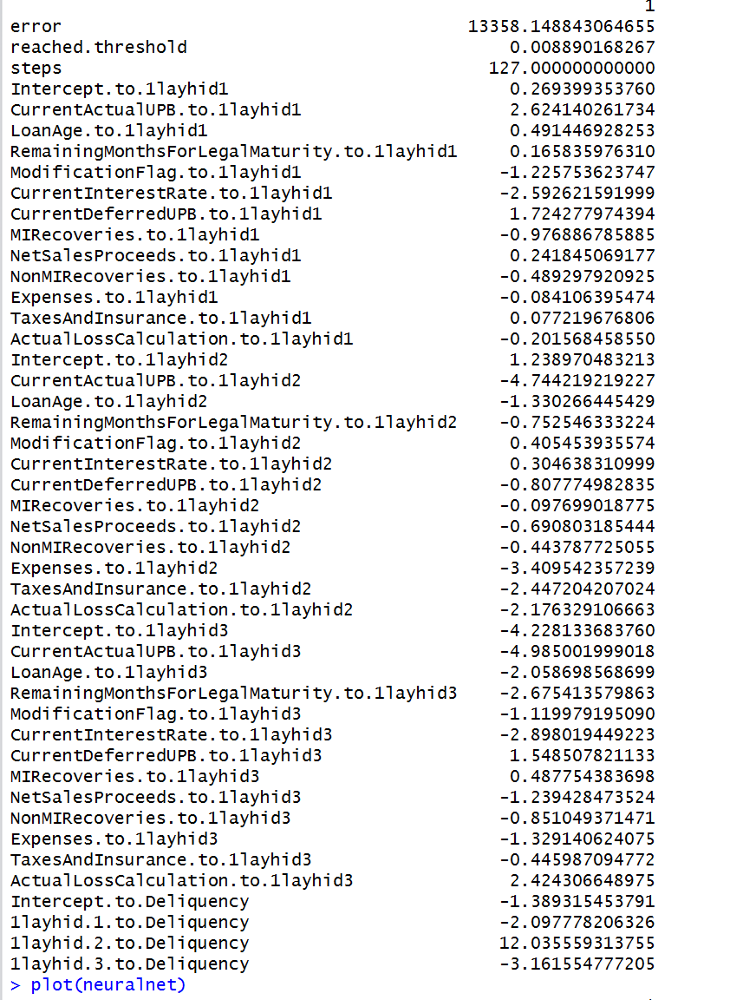 1
error 13358.148843064655
reached.threshold 0.008890168267
steps 127.000000000000
Intercept.to.1layhid1 0.269399353760
CurrentActualUPB.to.1layhid1 2.624140261734
LoanAge.to.1layhid1 0.491446928253
RemainingMonthsForLegalMaturity.to.1layhid1 0.165835976310
ModificationFlag.to.1layhid1 -1.225753623747
CurrentInterestRate.to.1layhid1 -2.592621591999
CurrentDeferredUPB.to.1layhid1 1.724277974394
MIRecoveries.to.1layhid1 -0.976886785885
NetSalesProceeds.to.1layhid1 0.241845069177
NonMIRecoveries.to.1layhid1 -0.489297920925
Expenses.to.1layhid1 -0.084106395474
TaxesAndInsurance.to.1layhid1 0.077219676806
ActualLossCalculation.to.1layhid1 -0.201568458550
Intercept.to.1layhid2 1.238970483213
CurrentActualUPB.to.1layhid2 -4.744219219227
LoanAge.to.1layhid2 -1.330266445429
RemainingMonthsForLegalMaturity.to.1layhid2 -0.752546333224
ModificationFlag.to.1layhid2 0.405453935574
CurrentInterestRate.to.1layhid2 0.304638310999
CurrentDeferredUPB.to.1layhid2 -0.807774982835
MIRecoveries.to.1layhid2 -0.097699018775
NetSalesProceeds.to.1layhid2 -0.690803185444
NonMIRecoveries.to.1layhid2 -0.443787725055
Expenses.to.1layhid2 -3.409542357239
TaxesAndInsurance.to.1layhid2 -2.447204207024
ActualLossCalculation.to.1layhid2 -2.176329106663
Intercept.to.1layhid3 -4.228133683760
CurrentActualUPB.to.1layhid3 -4.985001999018
LoanAge.to.1layhid3 -2.058698568699
RemainingMonthsForLegalMaturity.to.1layhid3 -2.675413579863
ModificationFlag.to.1layhid3 -1.119979195090
CurrentInterestRate.to.1layhid3 -2.898019449223
CurrentDeferredUPB.to.1layhid3 1.548507821133
MIRecoveries.to.1layhid3 0.487754383698
NetSalesProceeds.to.1layhid3 -1.239428473524
NonMIRecoveries.to.1layhid3 -0.851049371471
Expenses.to.1layhid3 -1.329140624075
TaxesAndInsurance.to.1layhid3 -0.445987094772
ActualLossCalculation.to.1layhid3 2.424306648975
Intercept.to.Deliquency -1.389315453791
1layhid.1.to.Deliquency -2.097778206326
1layhid.2.to.Deliquency 12.035559313755
1layhid.3.to.Deliquency -3.161554777205
> plot(neuralnet)